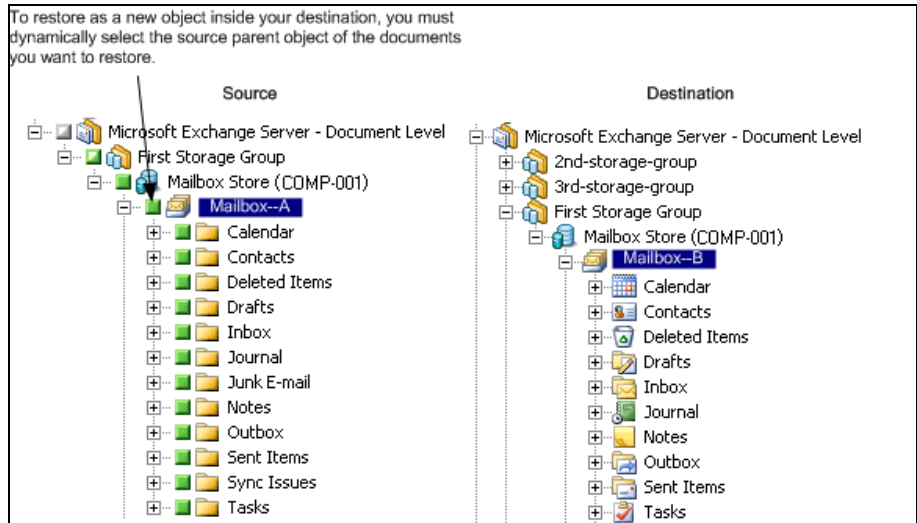 To restore as a new object inside your destination, you must
dynamically select the source parent object of the documents
you want to restore.
Source
Microsoft Exchange Server - Document Level
First Storage Group
Mailbox Store (COMP-001)
Mailbox--A
Calendar
Contacts
Deleted Items
Drafts
Inbox
Journal
Junk E-mail
Notes
Outbox
Sent Items
Sync Issues
Tasks
Destination
Microsoft Exchange Server - Document Level
2nd-storage-group
3rd-storage-group
First Storage Group
Mailbox Store (COMP-001)
Mailbox--B
Calendar
Contacts
Deleted Items
Drafts
Inbox
Journal
Notes
Outbox
Sent Items
Tasks